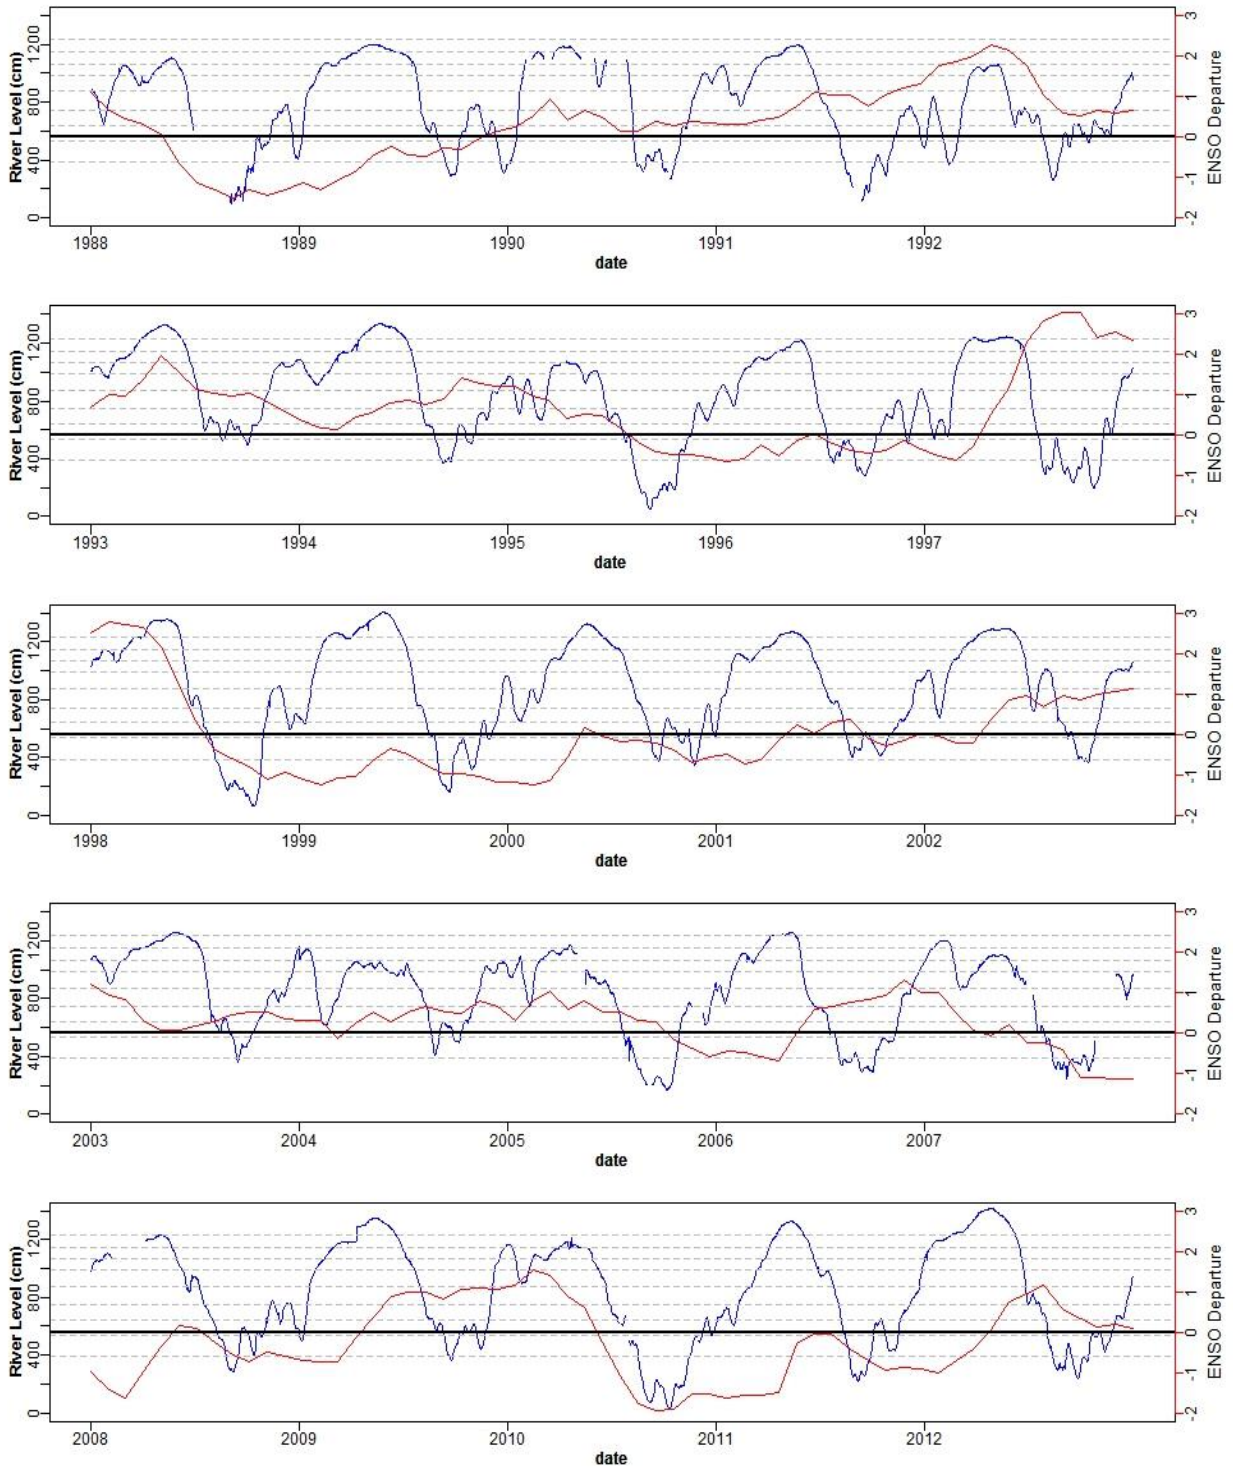 River Level (cm)
0 400 800 1200
ENSO Departure
-2 -1 0 1 2 3
1988 1989 1990 1991 1992
date
River Level (cm)
0 400 800 1200
ENSO Departure
-2 -1 0 1 2 3
1993 1994 1995 1996 1997
date
River Level (cm)
0 400 800 1200
ENSO Departure
-2 -1 0 1 2 3
1998 1999 2000 2001 2002
date
River Level (cm)
0 400 800 1200
ENSO Departure
-2 -1 0 1 2 3
2003 2004 2005 2006 2007
date
River Level (cm)
0 400 800 1200
ENSO Departure
-2 -1 0 1 2 3
2008 2009 2010 2011 2012
date